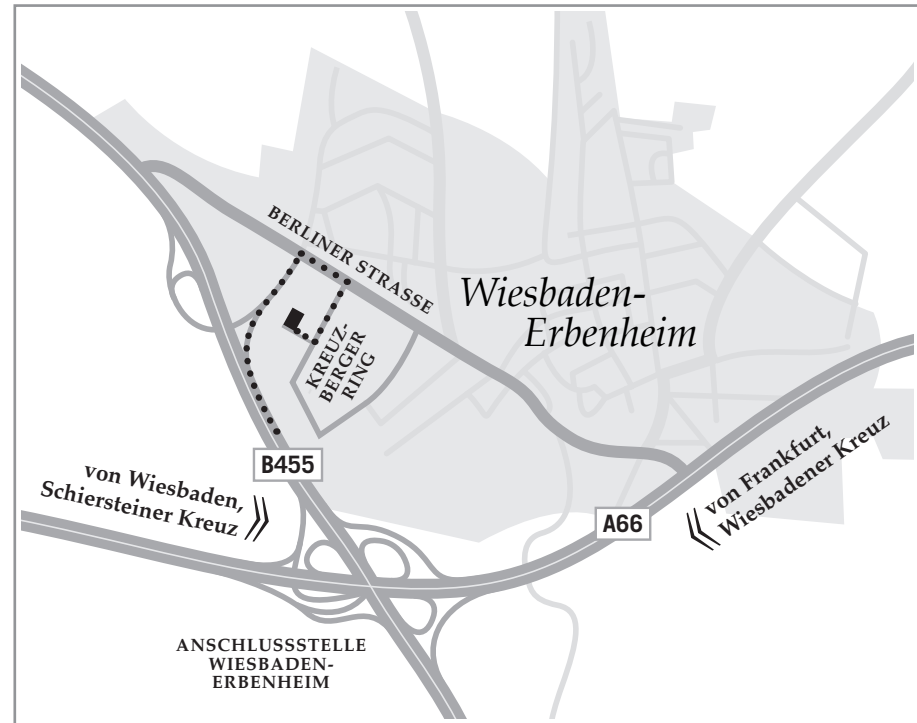 BERLINER STRASSE
Wiesbaden-
Erbenheim
KREUZ-
BERGER
RING
B455
von Wiesbaden,
Schiersteiner Kreuz
A66
von Frankfurt,
Wiesbadener Kreuz
ANSCHLUSSSTELLE
WIESBADEN-
ERBENHEIM